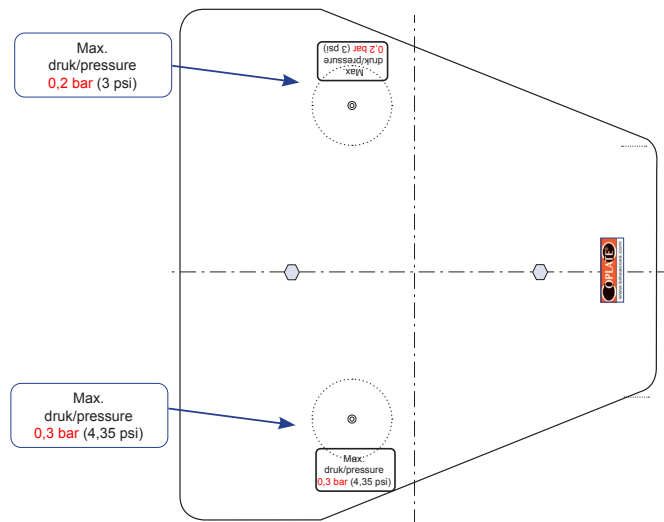 Max.
druk/pressure
0,2 bar (3 psi)
Max.
druk/pressure
0,2 bar (3 psi)
OPLATE
Max.
druk/pressure
0,3 bar (4,35 psi)
Max.
druk/pressure
0,3 bar (4,35 psi)